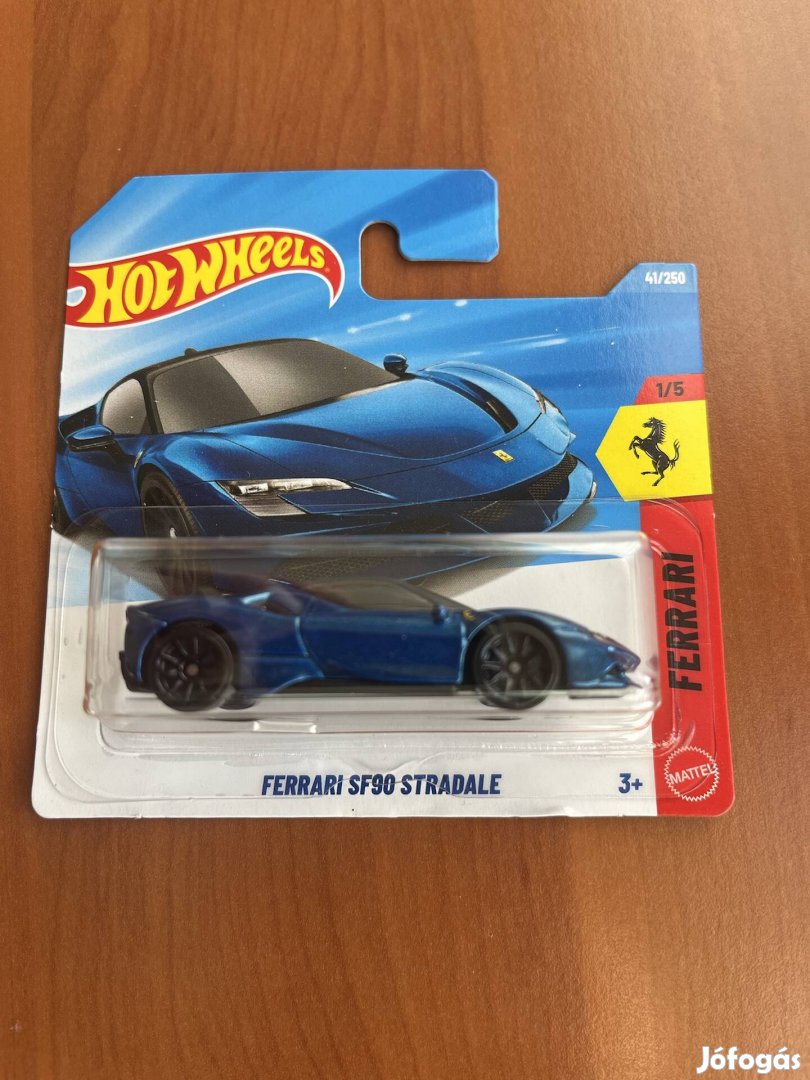 HOT WHEELS
41/250
1/5
FERRARI
FERRARI SF90 STRADALE
3+
MATTEL
Jófogás